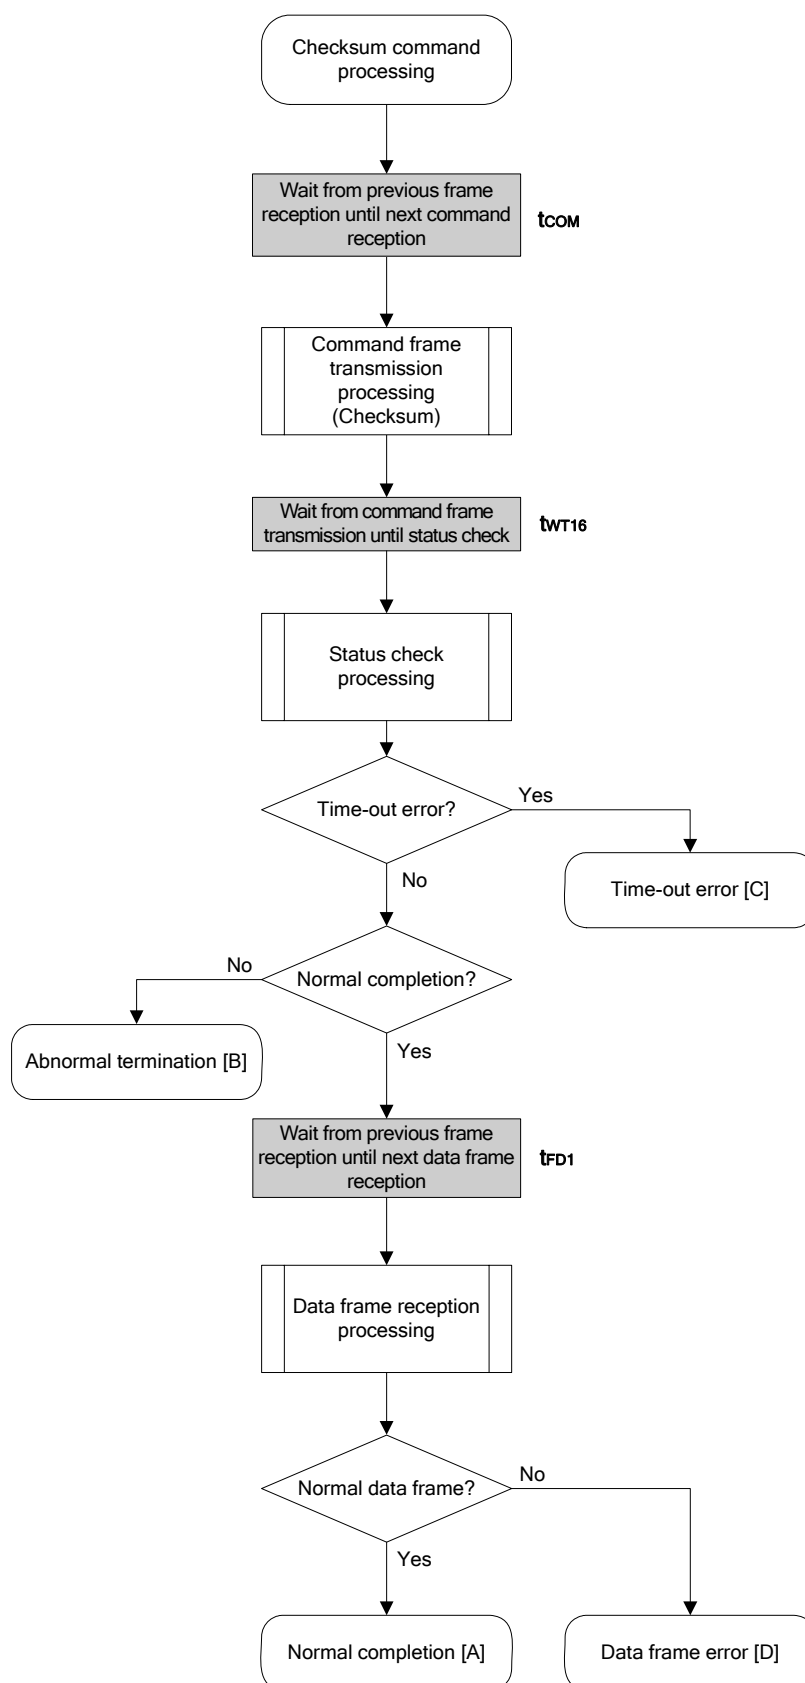 Checksum command
processing
Wait from previous frame
reception until next command
reception
tCOM
Command frame
transmission
processing
(Checksum)
Wait from command frame
transmission until status check
tWT16
Status check
processing
Time-out error?
Yes
Time-out error [C]
No
Normal completion?
No
Abnormal termination [B]
Yes
Wait from previous frame
reception until next data frame
reception
tFD1
Data frame reception
processing
Normal data frame?
No
Yes
Normal completion [A]
Data frame error [D]